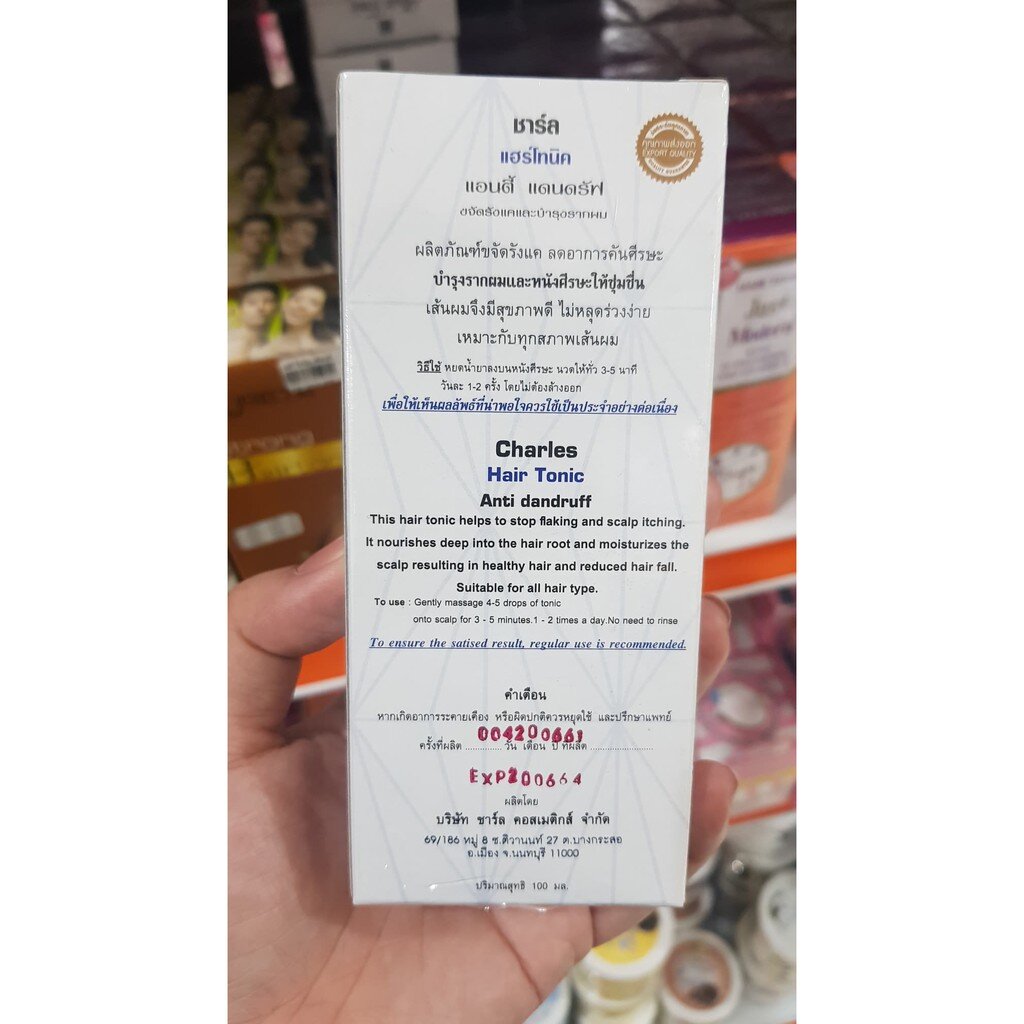 ชาร์ล
แฮร์โทนิค
แอนตี้ แดนดรัฟ
ขจัดรังแคและบำรุงรากผม
คุณภาพส่งออก
EXPORT QUALITY
ผลิตภัณฑ์ขจัดรังแค ลดอาการคันศีรษะ
บำรุงรากผมและหนังศีรษะให้ชุ่มชื่น
เส้นผมจึงมีสุขภาพดี ไม่หลุดร่วงง่าย
เหมาะกับทุกสภาพเส้นผม
วิธีใช้ หยดน้ำยาลงบนหนังศีรษะ นวดให้ทั่ว 3-5 นาที
วันละ 1-2 ครั้ง โดยไม่ต้องล้างออก
เพื่อให้เห็นผลลัพธ์ที่น่าพอใจควรใช้เป็นประจำอย่างต่อเนื่อง
Charles
Hair Tonic
Anti dandruff
This hair tonic helps to stop flaking and scalp itching.
It nourishes deep into the hair root and moisturizes the
scalp resulting in healthy hair and reduced hair fall.
Suitable for all hair type.
To use : Gently massage 4-5 drops of tonic
onto scalp for 3 - 5 minutes.1 - 2 times a day.No need to rinse
To ensure the satised result, regular use is recommended.
คำเตือน
หากเกิดอาการระคายเคือง หรือผิดปกติควรหยุดใช้ และปรึกษาแพทย์
004200661
ครั้งที่ผลิต .............. วัน เดือน ปี ที่ผลิต ........................
EXP200664
ผลิตโดย
บริษัท ชาร์ล คอสเมติกส์ จำกัด
69/186 หมู่ 8 ซ.ติวานนท์ 27 ต.บางกระสอ
อ.เมือง จ.นนทบุรี 11000
ปริมาณสุทธิ 100 มล.